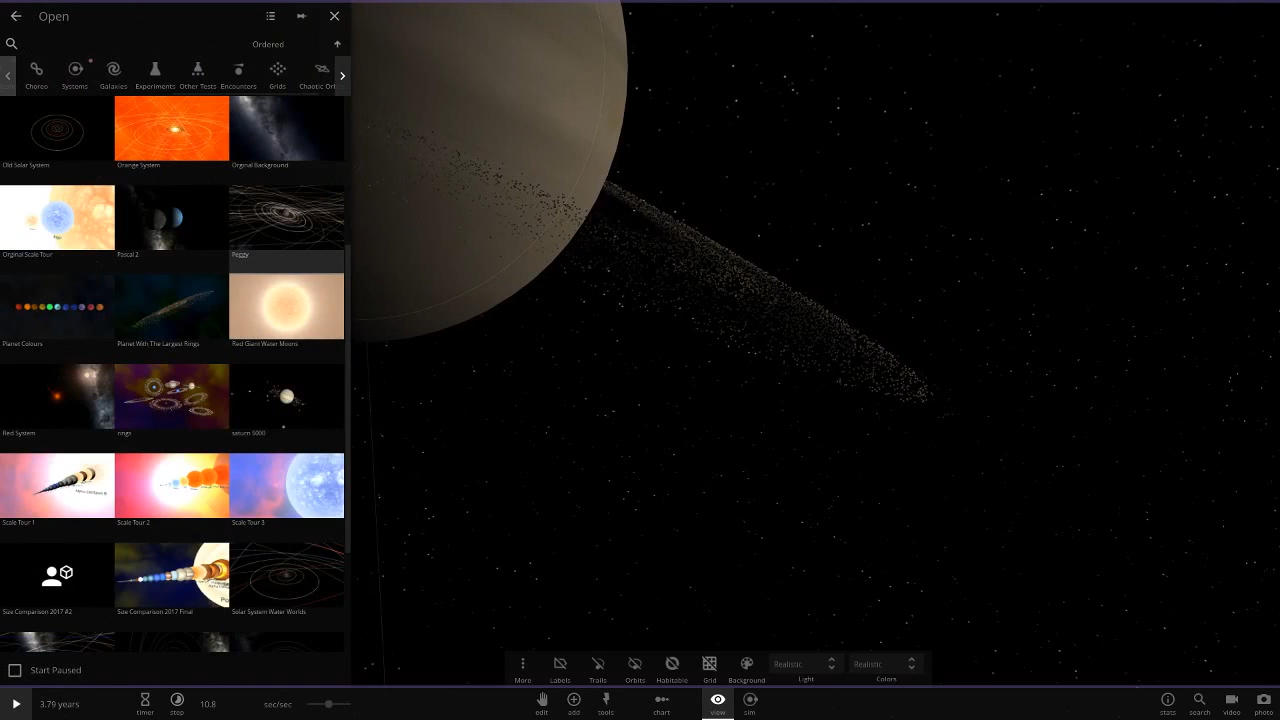 Open
Ordered
Choreo
Systems
Galaxies
Experiments
Other Tests
Encounters
Grids
Chaotic Or
Old Solar System
Orange System
Orginal Background
Orginal Scale Tour
Pascal 2
Peggy
Planet Colours
Planet With The Largest Rings
Red Giant Water Moons
Red System
rings
saturn 5000
Scale Tour 1
Scale Tour 2
Scale Tour 3
Size Comparison 2017 #2
Size Comparison 2017 Final
Solar System Water Worlds
Start Paused
More
Labels
Trails
Orbits
Habitable
Grid
Background
Realistic
Light
Realistic
Colors
3.79 years
timer
step
10.8
sec/sec
edit
add
tools
chart
view
sim
stats
search
video
photo